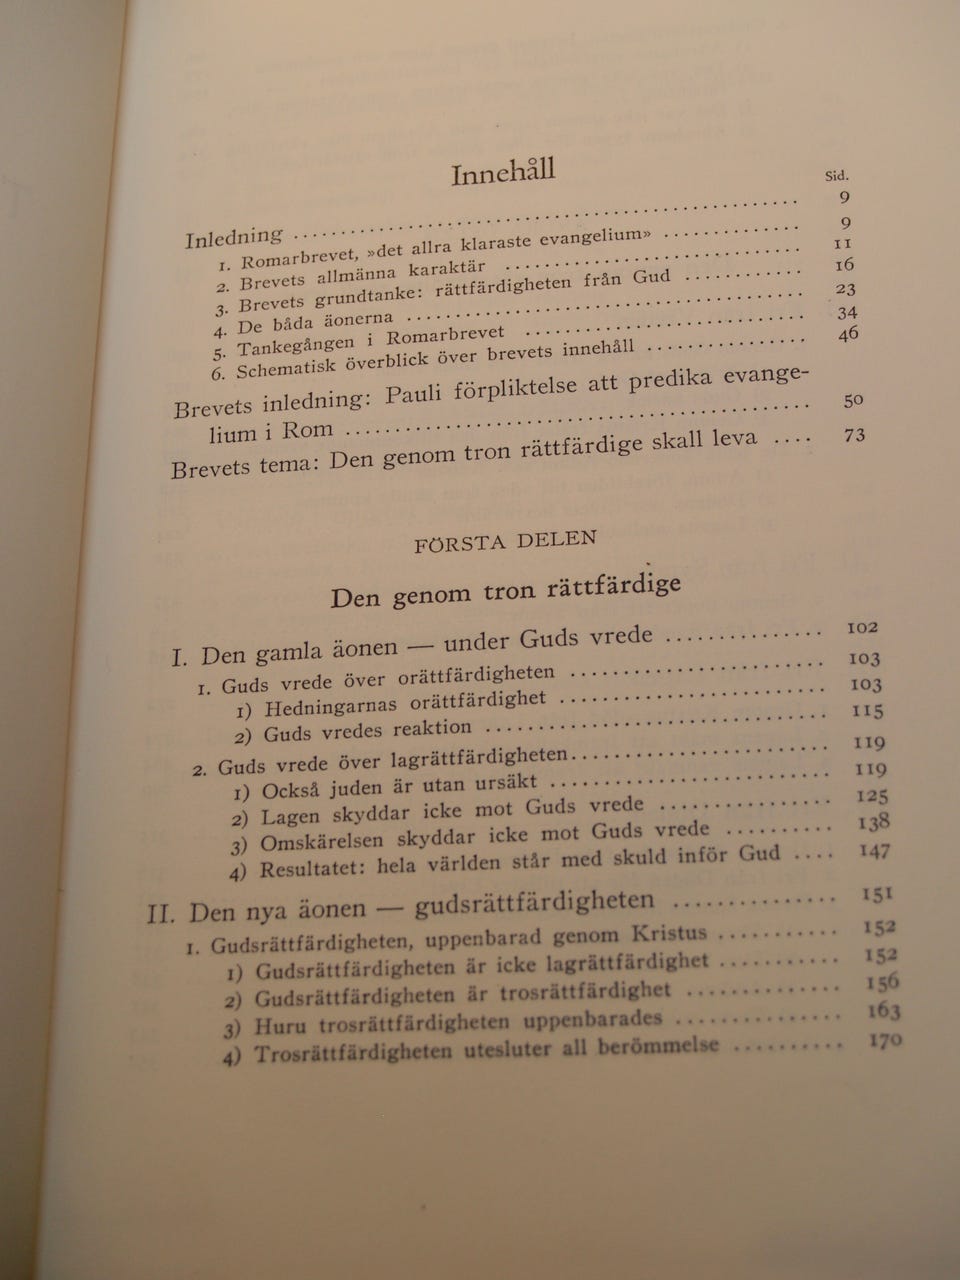 Innehåll
Sid.
Inledning ........ 9
1. Romarbrevet, »det allra klaraste evangelium» ........ 9
2. Brevets allmänna karaktär ........ 11
3. Brevets grundtanke: rättfärdigheten från Gud ........ 16
4. De båda äonerna ........ 23
5. Tankegången i Romarbrevet ........ 34
6. Schematisk överblick över brevets innehåll ........ 46
Brevets inledning: Pauli förpliktelse att predika evange-
lium i Rom ........ 50
Brevets tema: Den genom tron rättfärdige skall leva .... 73
FÖRSTA DELEN
Den genom tron rättfärdige
I. Den gamla äonen — under Guds vrede ........ 102
1. Guds vrede över orättfärdigheten ........ 103
1) Hedningarnas orättfärdighet ........ 103
2) Guds vredes reaktion ........ 115
2. Guds vrede över lagrättfärdigheten ........ 119
1) Också juden är utan ursäkt ........ 119
2) Lagen skyddar icke mot Guds vrede ........ 125
3) Omskärelsen skyddar icke mot Guds vrede ........ 138
4) Resultatet: hela världen står med skuld inför Gud .... 147
II. Den nya äonen — gudsrättfärdigheten ........ 151
1. Gudsrättfärdigheten, uppenbarad genom Kristus ........ 152
1) Gudsrättfärdigheten är icke lagrättfärdighet ........ 152
2) Gudsrättfärdigheten är trosrättfärdighet ........ 156
3) Huru trosrättfärdigheten uppenbarades ........ 163
4) Trosrättfärdigheten utesluter all berömmelse ........ 170